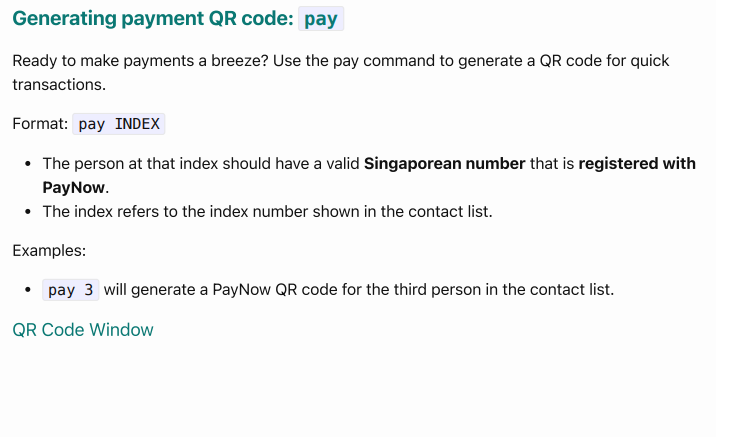 Generating payment QR code: pay
Ready to make payments a breeze? Use the pay command to generate a QR code for quick
transactions.
Format: pay INDEX
• The person at that index should have a valid Singaporean number that is registered with
PayNow.
• The index refers to the index number shown in the contact list.
Examples:
• pay 3 will generate a PayNow QR code for the third person in the contact list.
QR Code Window